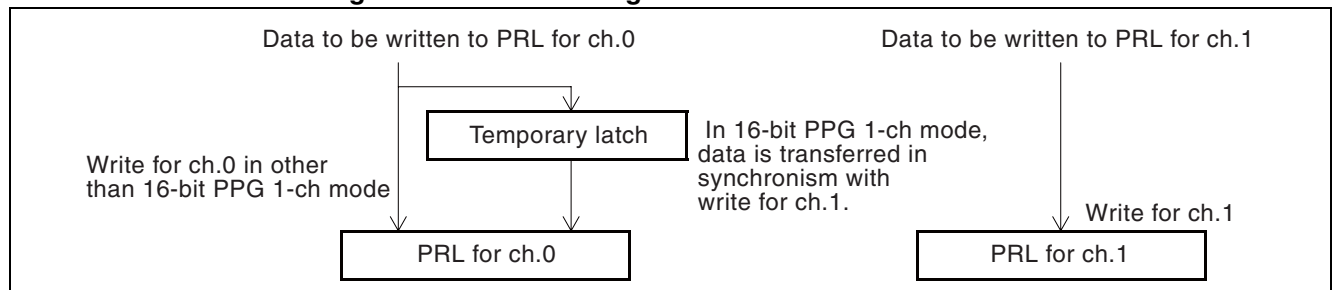 Data to be written to PRL for ch.0
Data to be written to PRL for ch.1
Temporary latch
In 16-bit PPG 1-ch mode,
data is transferred in
synchronism with
write for ch.1.
Write for ch.0 in other
than 16-bit PPG 1-ch mode
Write for ch.1
PRL for ch.0
PRL for ch.1